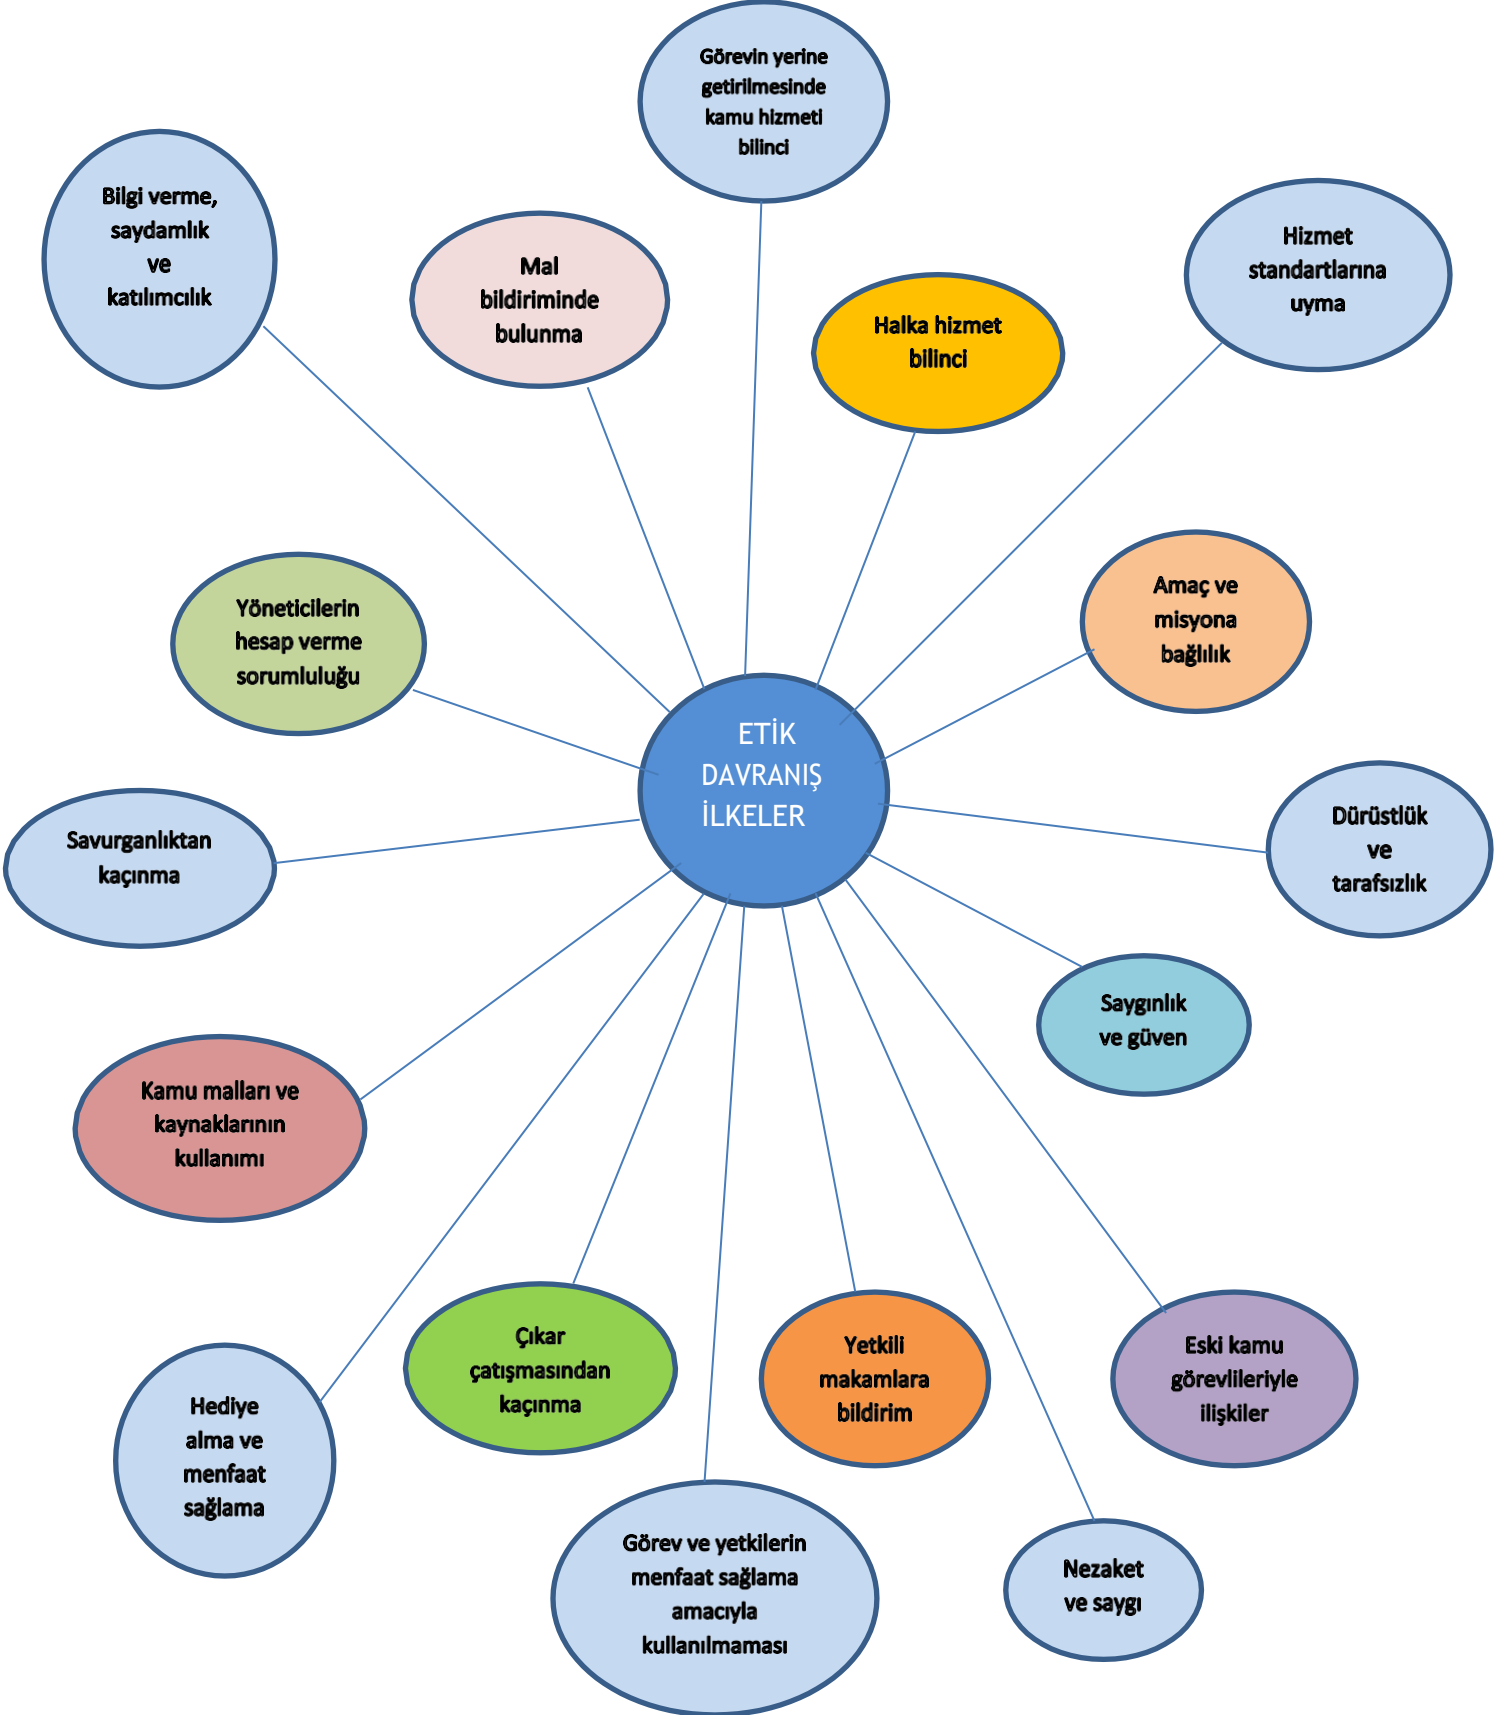 Görevin yerine
getirilmesinde
kamu hizmeti
bilinci
Bilgi verme,
saydamlık
ve
katılımcılık
Mal
bildiriminde
bulunma
Halka hizmet
bilinci
Hizmet
standartlarına
uyma
Yöneticilerin
hesap verme
sorumluluğu
Amaç ve
misyona
bağlılık
ETİK
DAVRANIŞ
İLKELER
Savurganlıktan
kaçınma
Dürüstlük
ve
tarafsızlık
Saygınlık
ve güven
Kamu malları ve
kaynaklarının
kullanımı
Çıkar
çatışmasından
kaçınma
Yetkili
makamlara
bildirim
Eski kamu
görevlileriyle
ilişkiler
Hediye
alma ve
menfaat
sağlama
Görev ve yetkilerin
menfaat sağlama
amacıyla
kullanılmaması
Nezaket
ve saygı